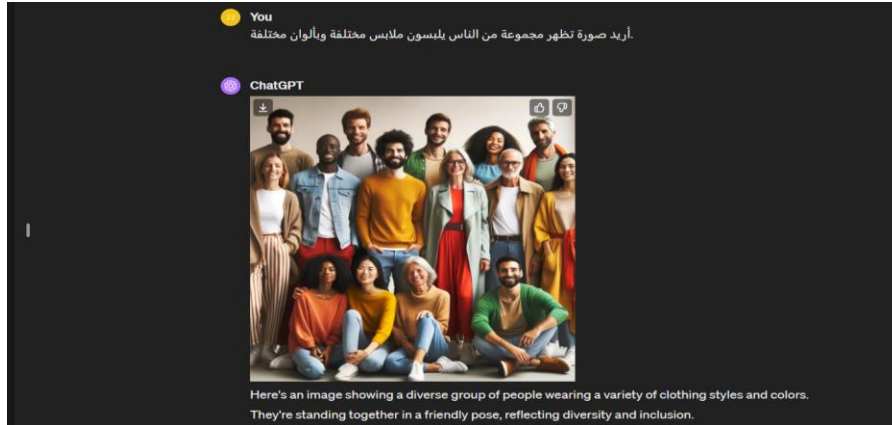 You
أريد صورة تظهر مجموعة من الناس يلبسون ملابس مختلفة وبألوان مختلفة.
ChatGPT
Here's an image showing a diverse group of people wearing a variety of clothing styles and colors.
They're standing together in a friendly pose, reflecting diversity and inclusion.